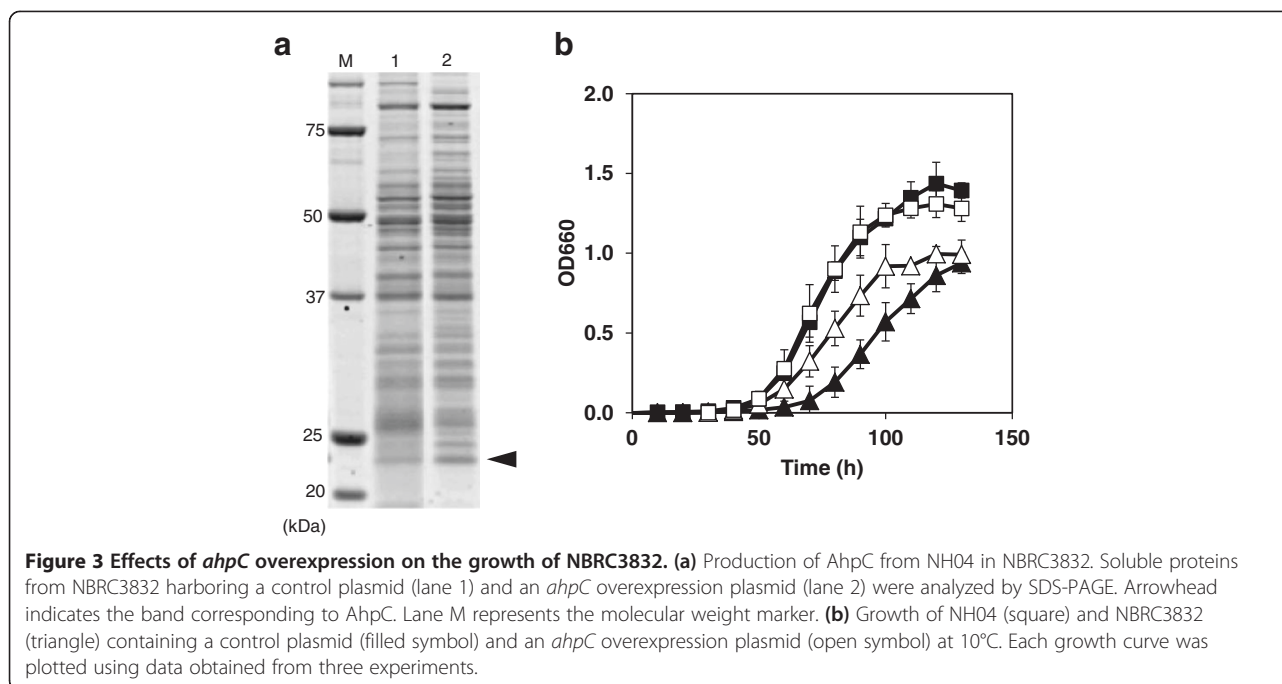 a
b
M 1 2
75
50
37
25
20
(kDa)
2.0
1.5
1.0
0.5
0.0
OD660
0 50 100 150
Time (h)
Figure 3 Effects of ahpC overexpression on the growth of NBRC3832. (a) Production of AhpC from NH04 in NBRC3832. Soluble proteins
from NBRC3832 harboring a control plasmid (lane 1) and an ahpC overexpression plasmid (lane 2) were analyzed by SDS-PAGE. Arrowhead
indicates the band corresponding to AhpC. Lane M represents the molecular weight marker. (b) Growth of NH04 (square) and NBRC3832
(triangle) containing a control plasmid (filled symbol) and an ahpC overexpression plasmid (open symbol) at 10°C. Each growth curve was
plotted using data obtained from three experiments.